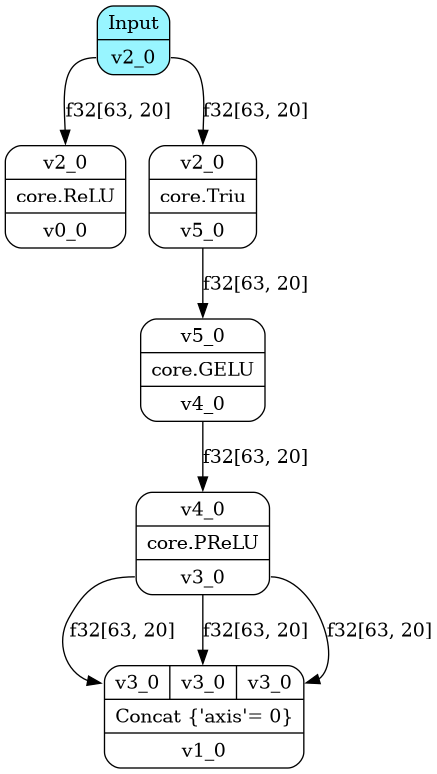 Input
v2_0
f32[63, 20]
f32[63, 20]
v2_0
core.ReLU
v0_0
v2_0
core.Triu
v5_0
f32[63, 20]
v5_0
core.GELU
v4_0
f32[63, 20]
v4_0
core.PReLU
v3_0
f32[63, 20]
f32[63, 20]
f32[63, 20]
v3_0
v3_0
v3_0
Concat {'axis'= 0}
v1_0